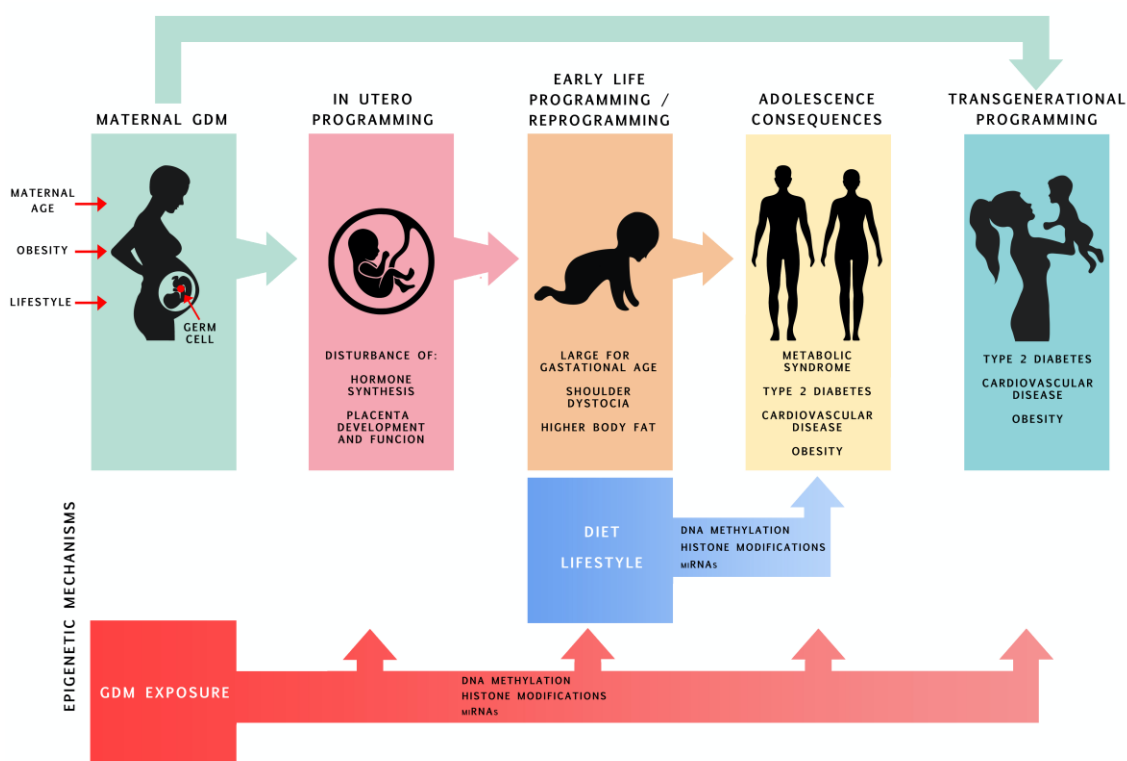 MATERNAL GDM
IN UTERO
PROGRAMMING
EARLY LIFE
PROGRAMMING /
REPROGRAMMING
ADOLESCENCE
CONSEQUENCES
TRANSGENERATIONAL
PROGRAMMING
MATERNAL
AGE
OBESITY
LIFESTYLE
GERM
CELL
DISTURBANCE OF:
HORMONE
SYNTHESIS
PLACENTA
DEVELOPMENT
AND FUNCION
LARGE FOR
GASTATIONAL AGE
SHOULDER
DYSTOCIA
HIGHER BODY FAT
METABOLIC
SYNDROME
TYPE 2 DIABETES
CARDIOVASCULAR
DISEASE
OBESITY
TYPE 2 DIABETES
CARDIOVASCULAR
DISEASE
OBESITY
EPIGENETIC MECHANISMS
DIET
LIFESTYLE
DNA METHYLATION
HISTONE MODIFICATIONS
MIRNAS
GDM EXPOSURE
DNA METHYLATION
HISTONE MODIFICATIONS
MIRNAS